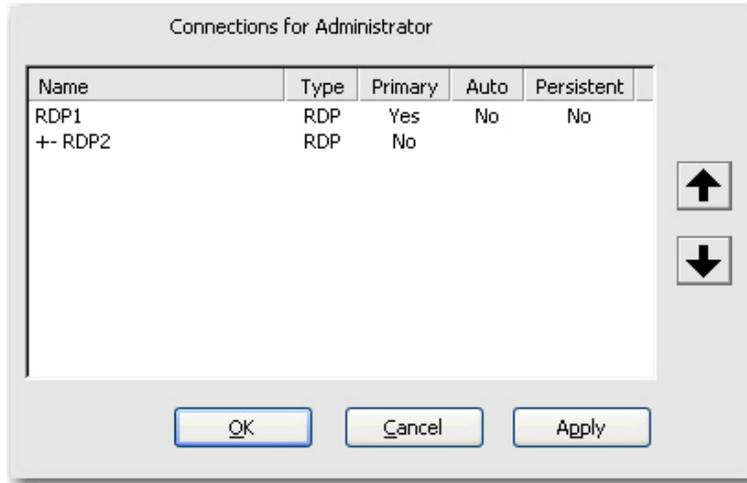 Connections for Administrator
Name Type Primary Auto Persistent
RDP1 RDP Yes No No
+- RDP2 RDP No
OK Cancel Apply